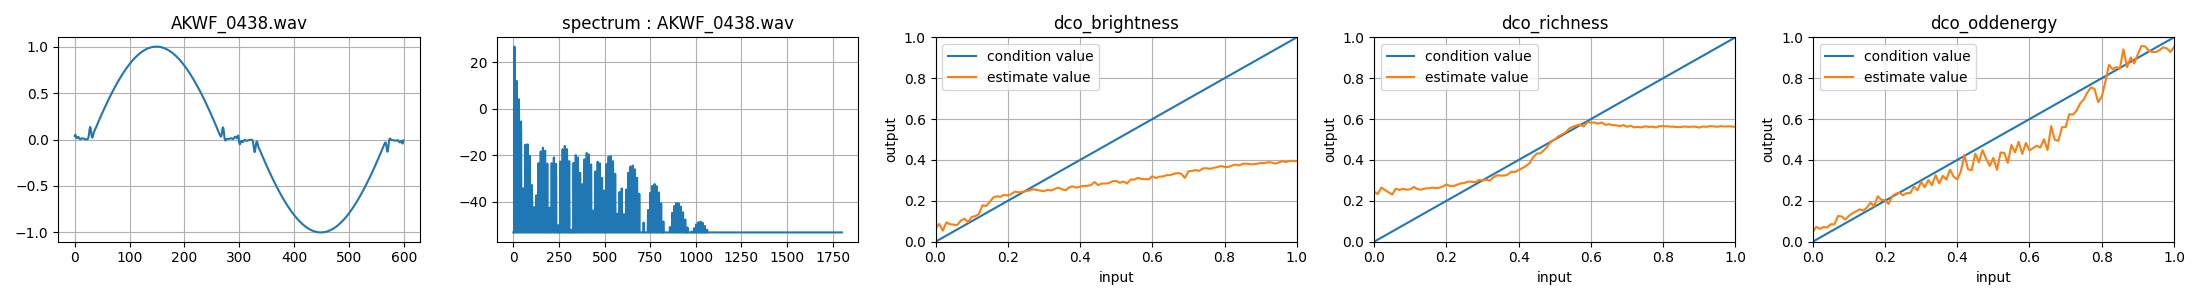 AKWF_0438.wav
1.0
0.5
0.0
−0.5
−1.0
0 100 200 300 400 500 600
spectrum : AKWF_0438.wav
20
0
−20
−40
0 250 500 750 1000 1250 1500 1750
dco_brightness
condition value
estimate value
output
1.0
0.8
0.6
0.4
0.2
0.0
0.0 0.2 0.4 0.6 0.8 1.0
input
dco_richness
condition value
estimate value
output
1.0
0.8
0.6
0.4
0.2
0.0
0.0 0.2 0.4 0.6 0.8 1.0
input
dco_oddenergy
condition value
estimate value
output
1.0
0.8
0.6
0.4
0.2
0.0
0.0 0.2 0.4 0.6 0.8 1.0
input